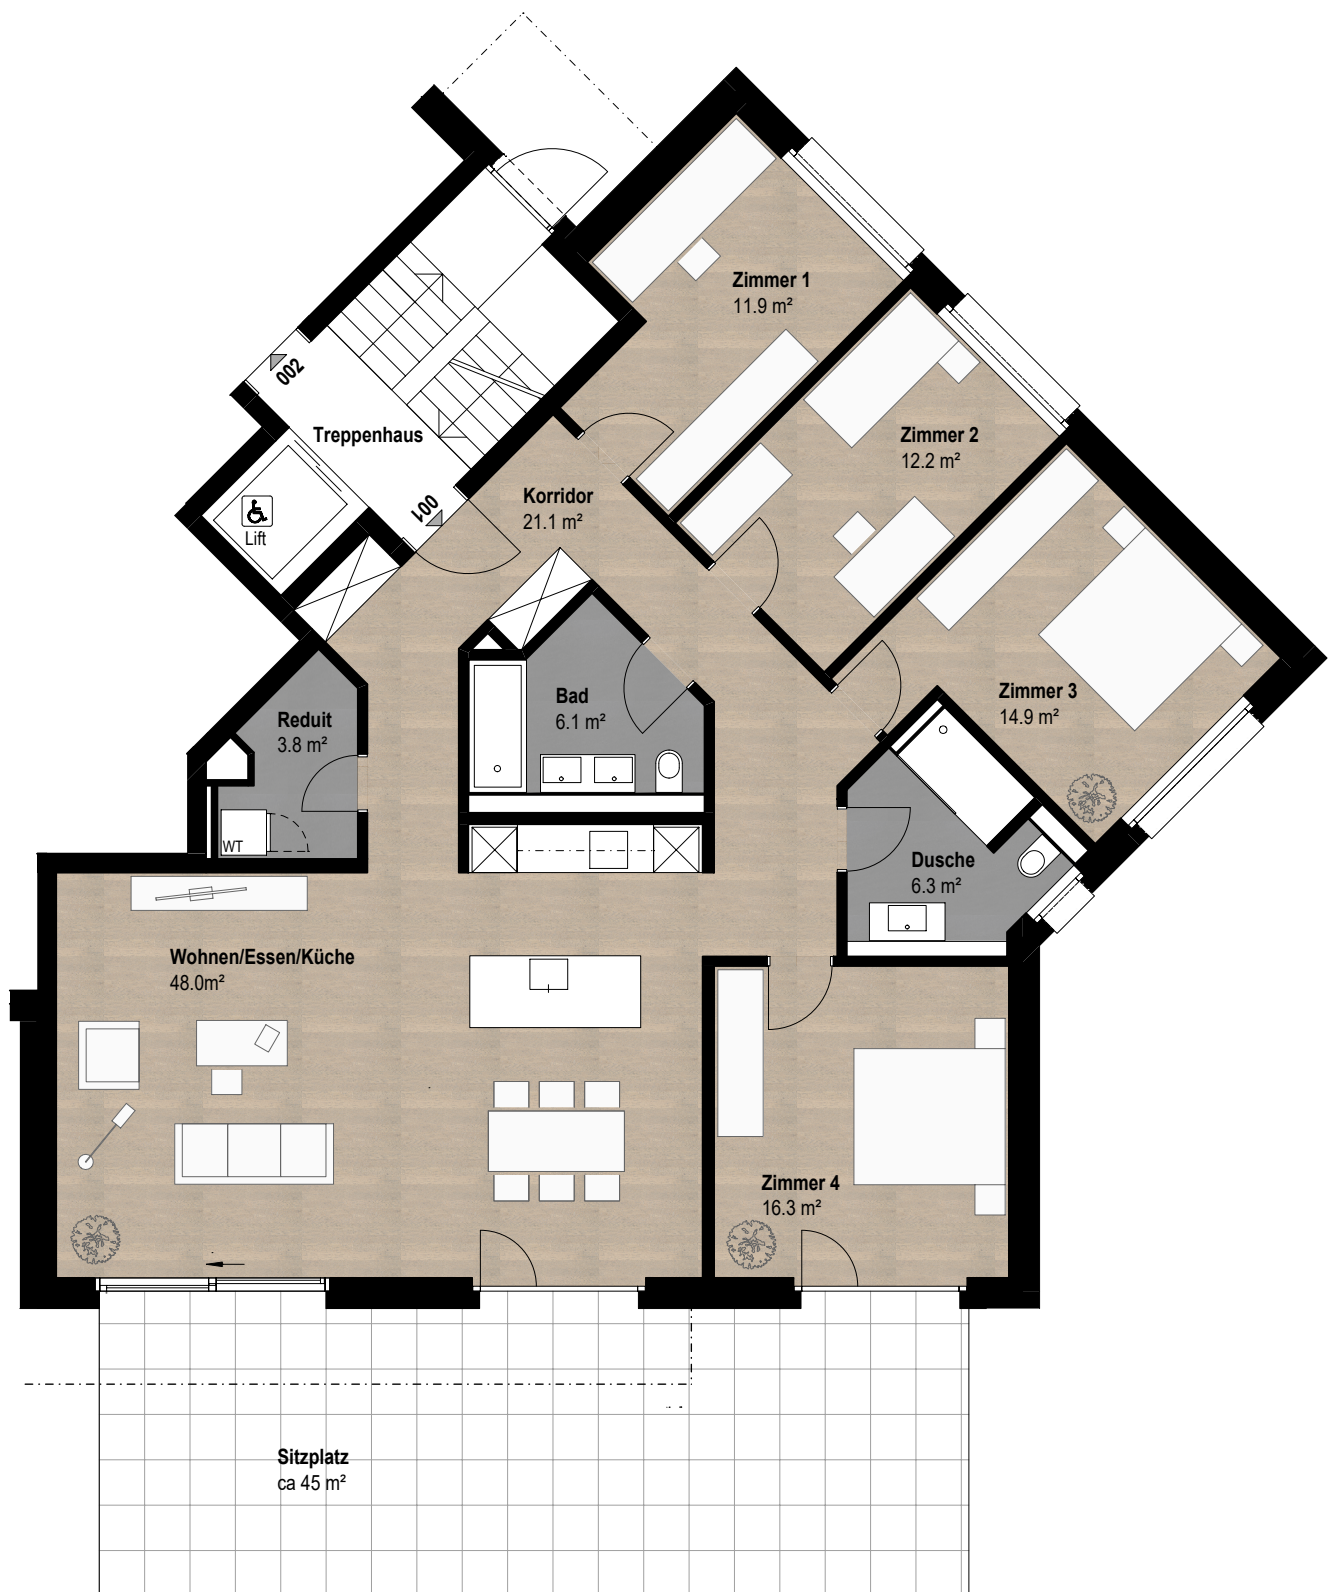 Zimmer 1
11.9 m²
002
Treppenhaus
Zimmer 2
12.2 m²
Korridor
21.1 m²
001
Lift
Zimmer 3
14.9 m²
Bad
6.1 m²
Reduit
3.8 m²
WT
Dusche
6.3 m²
Wohnen/Essen/Küche
48.0m²
Zimmer 4
16.3 m²
Sitzplatz
ca 45 m²